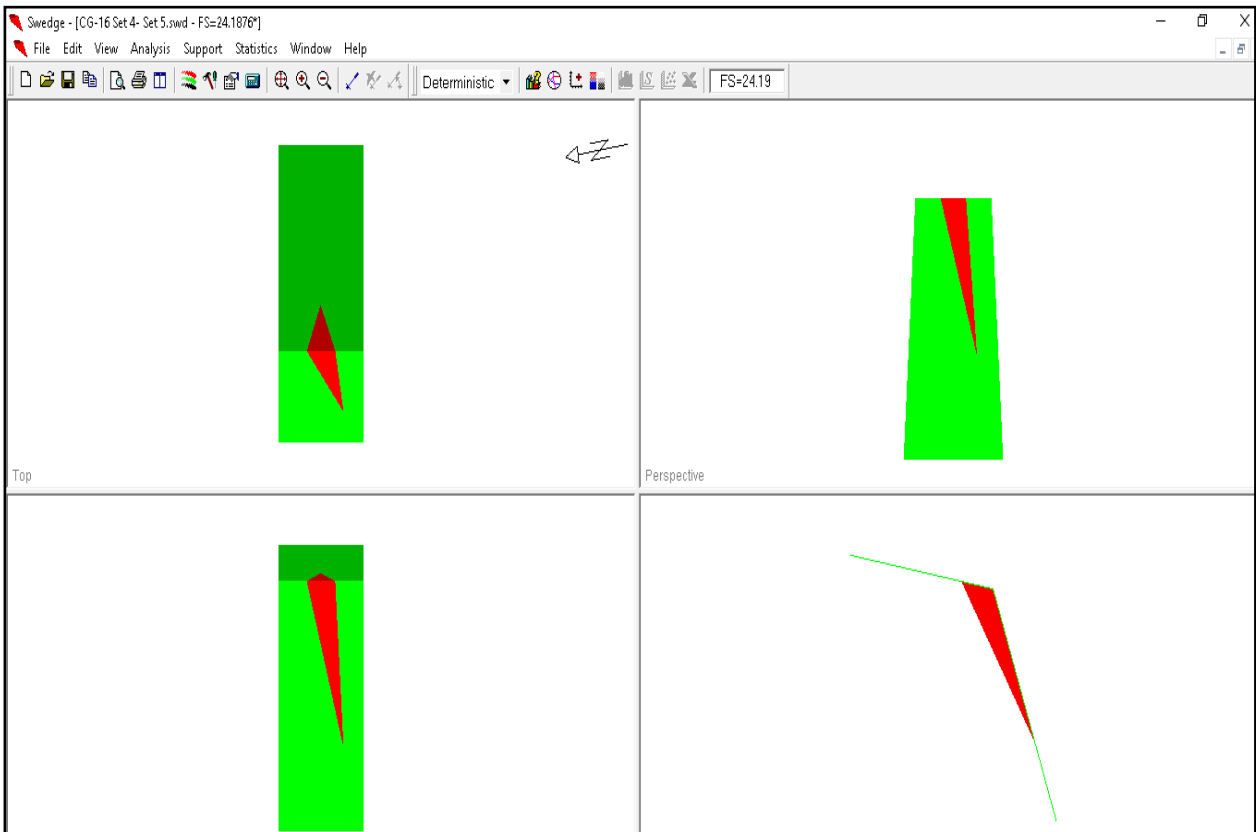 Swedge - [CG-16 Set 4- Set 5.swd - FS=24.1876*]
File Edit View Analysis Support Statistics Window Help
Deterministic FS=24.19
Z
Top
Perspective